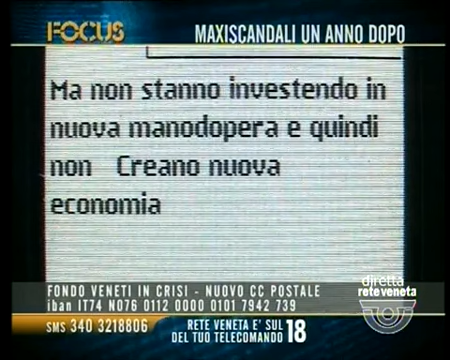 FOCUS
MAXISCANDALI UN ANNO DOPO
Ma non stanno investendo in
nuova manodopera e quindi
non Creano nuova
economia
diretta
reteveneta
FONDO VENETI IN CRISI - NUOVO CC POSTALE
iban IT74 N076 0112 0000 0101 7942 739
SMS 340 3218806
RETE VENETA E' SUL
DEL TUO TELECOMANDO 18